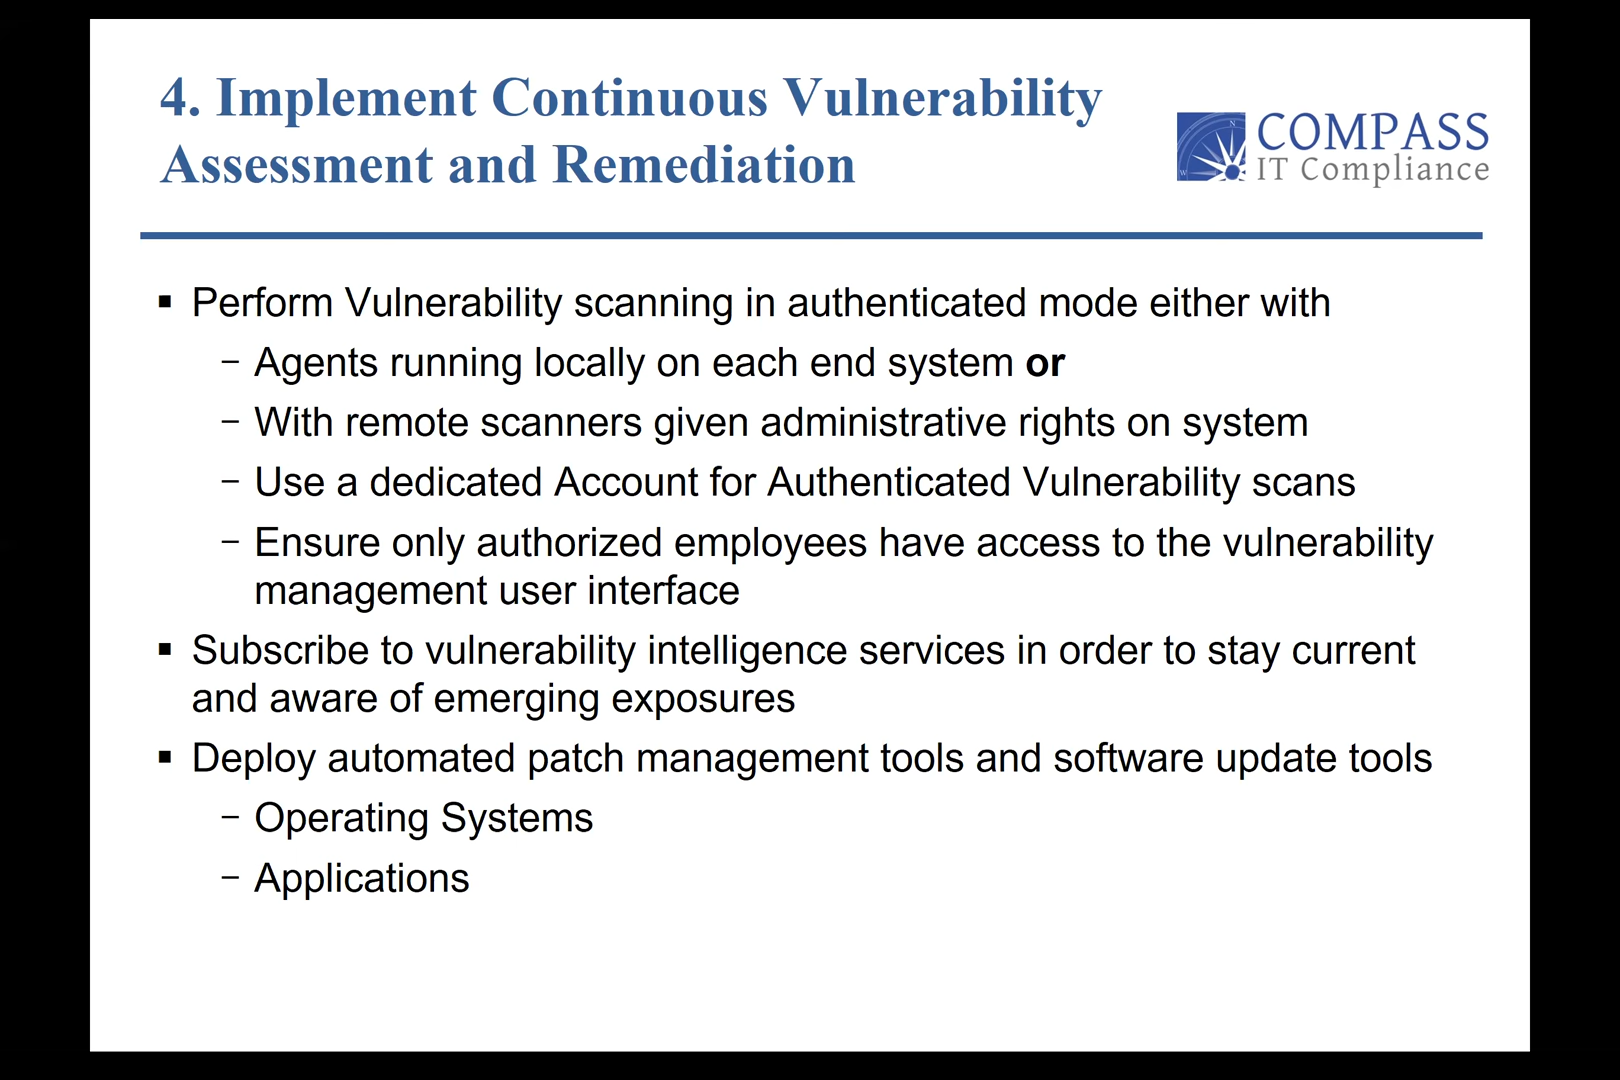 4. Implement Continuous Vulnerability
Assessment and Remediation
COMPASS
IT Compliance
N
W
▪ Perform Vulnerability scanning in authenticated mode either with
– Agents running locally on each end system or
– With remote scanners given administrative rights on system
– Use a dedicated Account for Authenticated Vulnerability scans
– Ensure only authorized employees have access to the vulnerability
management user interface
▪ Subscribe to vulnerability intelligence services in order to stay current
and aware of emerging exposures
▪ Deploy automated patch management tools and software update tools
– Operating Systems
– Applications